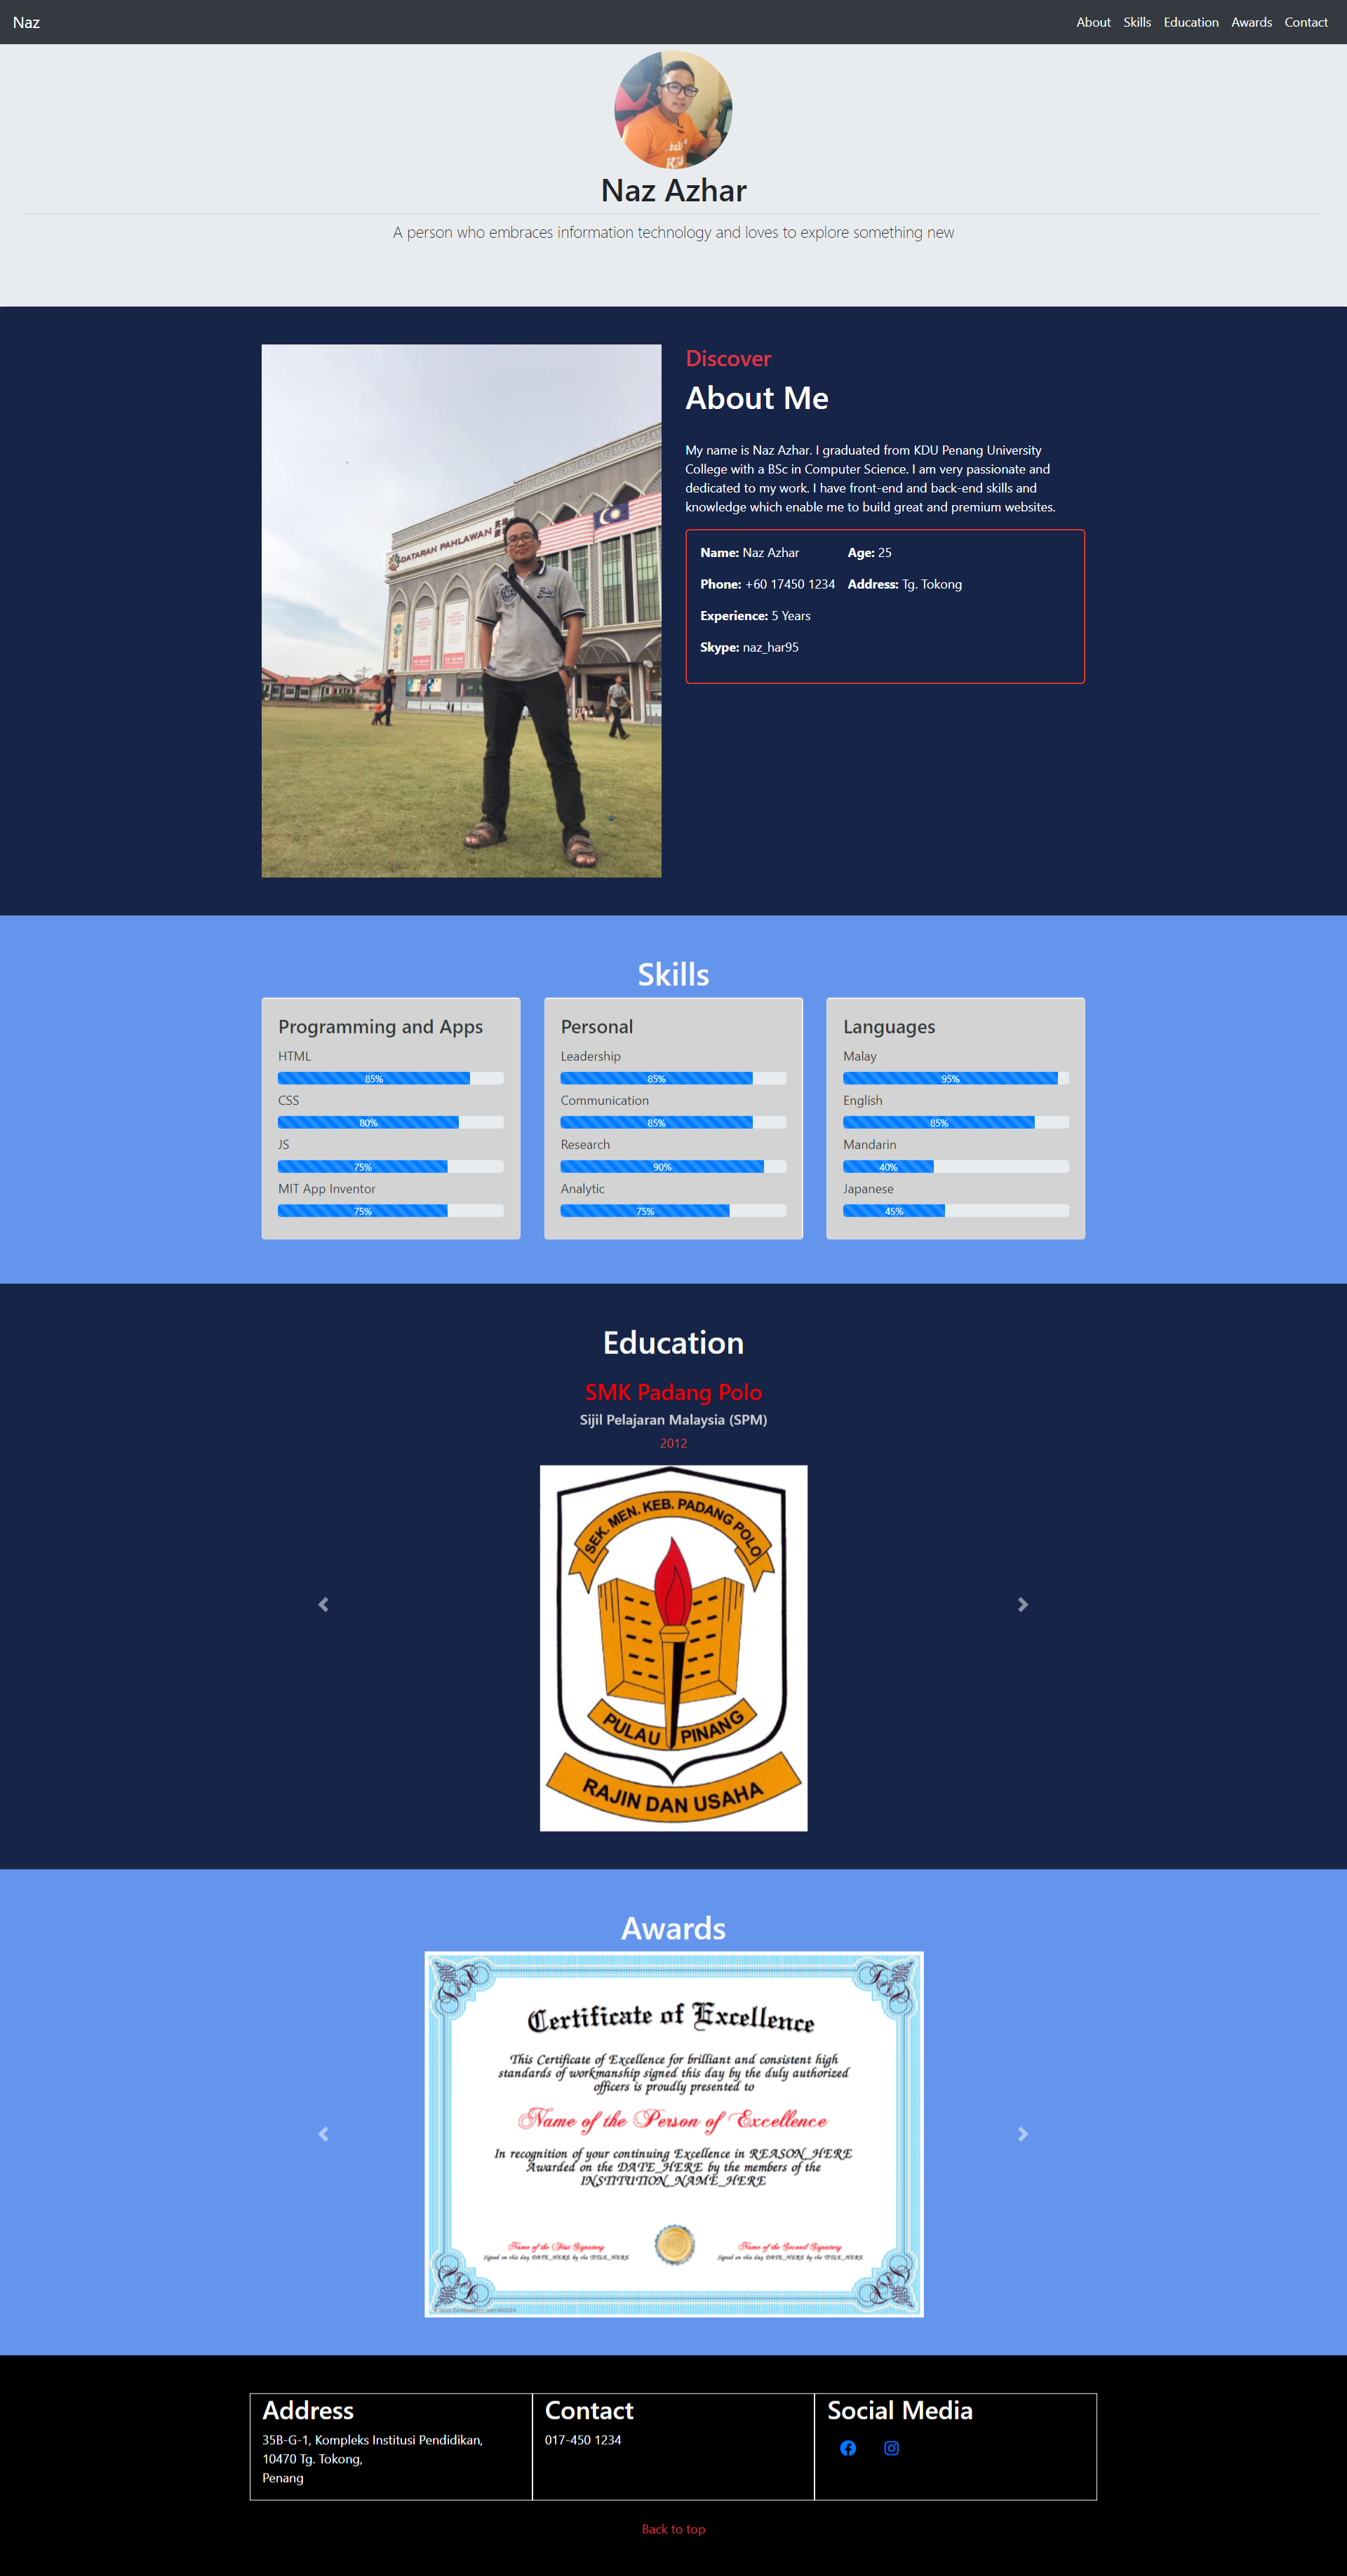 Naz
About Skills Education Awards Contact
Naz Azhar
A person who embraces information technology and loves to explore something new
Discover
About Me
My name is Naz Azhar. I graduated from KDU Penang University
College with a BSc in Computer Science. I am very passionate and
dedicated to my work. I have front-end and back-end skills and
knowledge which enable me to build great and premium websites.
Name: Naz Azhar
Age: 25
Phone: +60 17450 1234
Address: Tg. Tokong
Experience: 5 Years
Skype: naz_har95
DATARAN PAHLAWAN
Skills
Programming and Apps
HTML
85%
CSS
80%
JS
75%
MIT App Inventor
75%
Personal
Leadership
85%
Communication
85%
Research
90%
Analytic
75%
Languages
Malay
95%
English
85%
Mandarin
40%
Japanese
45%
Education
SMK Padang Polo
Sijil Pelajaran Malaysia (SPM)
2012
SEK. MEN. KEB. PADANG POLO
PULAU PINANG
RAJIN DAN USAHA
Awards
Certificate of Excellence
This Certificate of Excellence for brilliant and consistent high
standards of workmanship signed this day by the duly authorized
officers is proudly presented to
Name of the Person of Excellence
In recognition of your continuing Excellence in REASON_HERE
Awarded on the DATE_HERE by the members of the
INSTITUTION_NAME_HERE
Name of the First Signatory
Signed on this day DATE_HERE by the TITLE_HERE
Name of the Second Signatory
Signed on this day DATE_HERE by the TITLE_HERE
Address
35B-G-1, Kompleks Institusi Pendidikan,
10470 Tg. Tokong,
Penang
Contact
017-450 1234
Social Media
Back to top